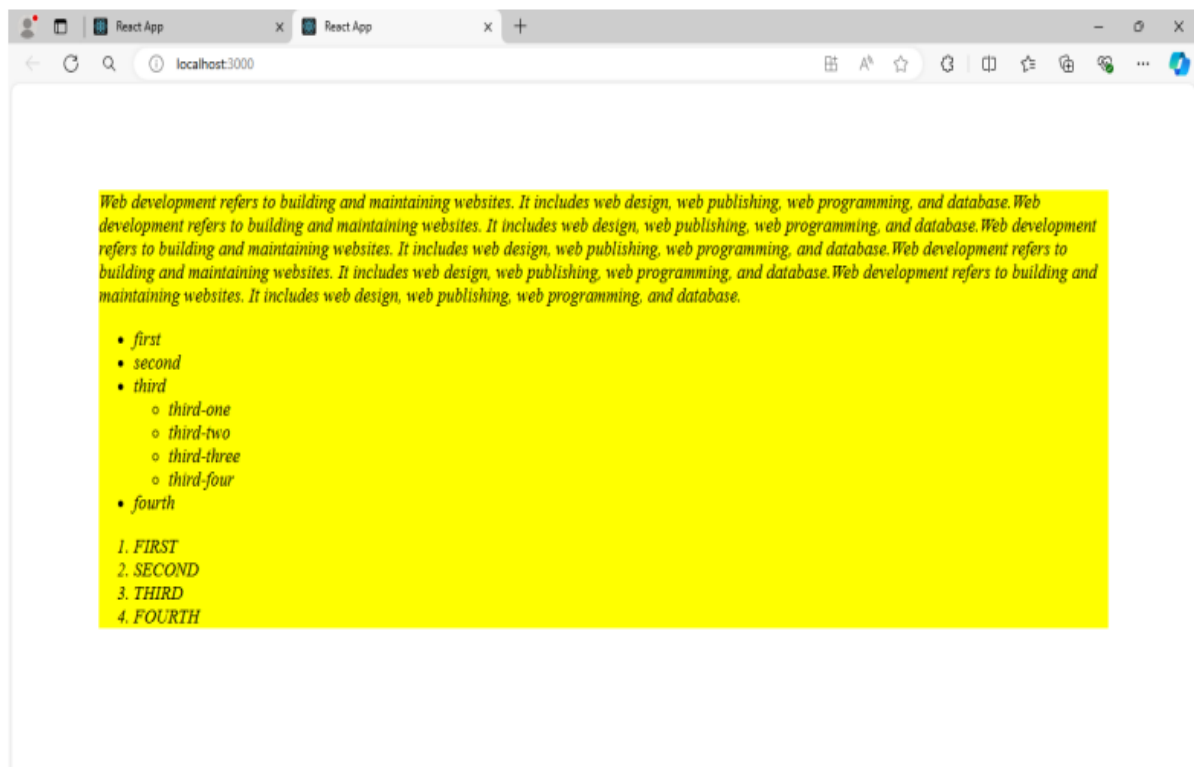 React App
React App
localhost:3000
Web development refers to building and maintaining websites. It includes web design, web publishing, web programming, and database.Web
development refers to building and maintaining websites. It includes web design, web publishing, web programming, and database.Web development
refers to building and maintaining websites. It includes web design, web publishing, web programming, and database.Web development refers to
building and maintaining websites. It includes web design, web publishing, web programming, and database.Web development refers to building and
maintaining websites. It includes web design, web publishing, web programming, and database.
• first
• second
• third
○ third-one
○ third-two
○ third-three
○ third-four
• fourth
1. FIRST
2. SECOND
3. THIRD
4. FOURTH